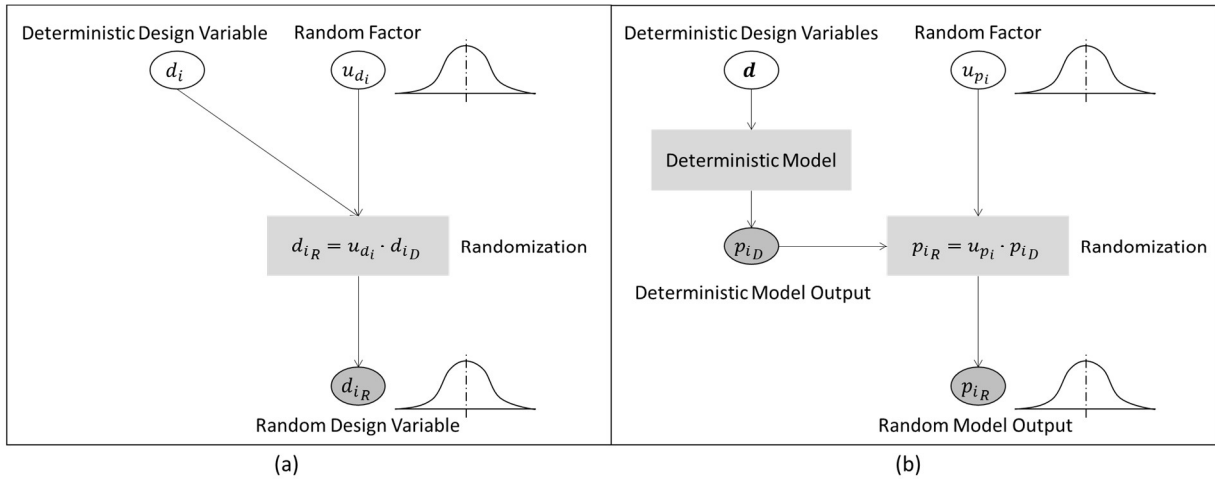 Deterministic Design Variable
Random Factor
d_i
u_{d_i}
d_{i_R} = u_{d_i} · d_{i_D}
Randomization
d_{i_R}
Random Design Variable
(a)
Deterministic Design Variables
Random Factor
d
u_{p_i}
Deterministic Model
p_{i_D}
p_{i_R} = u_{p_i} · p_{i_D}
Randomization
Deterministic Model Output
p_{i_R}
Random Model Output
(b)